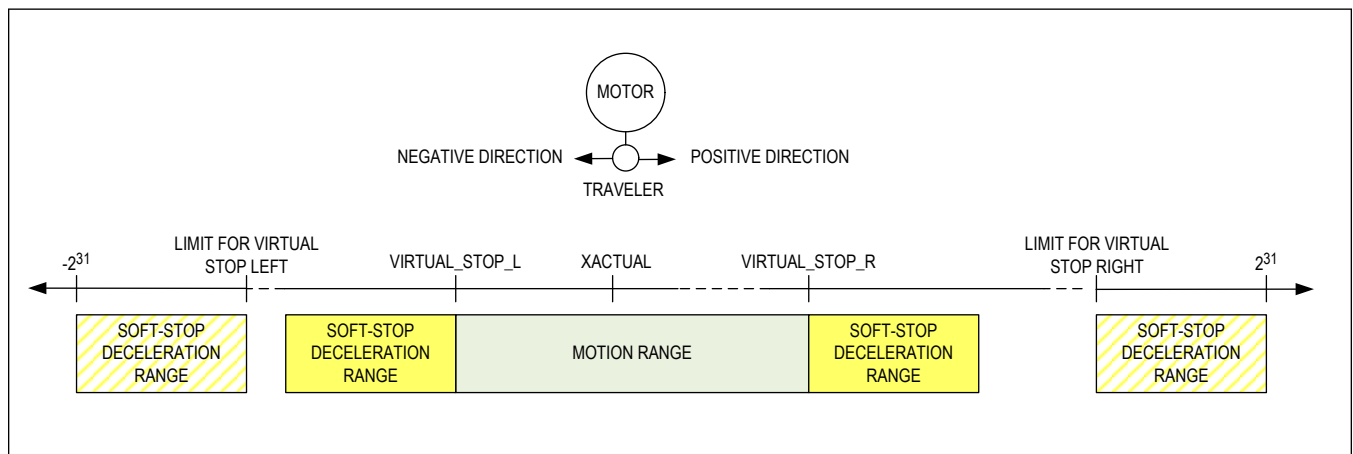 MOTOR
NEGATIVE DIRECTION
POSITIVE DIRECTION
TRAVELER
-2³¹
LIMIT FOR VIRTUAL
STOP LEFT
VIRTUAL_STOP_L
XACTUAL
VIRTUAL_STOP_R
LIMIT FOR VIRTUAL
STOP RIGHT
2³¹
SOFT-STOP
DECELERATION
RANGE
SOFT-STOP
DECELERATION
RANGE
MOTION RANGE
SOFT-STOP
DECELERATION
RANGE
SOFT-STOP
DECELERATION
RANGE